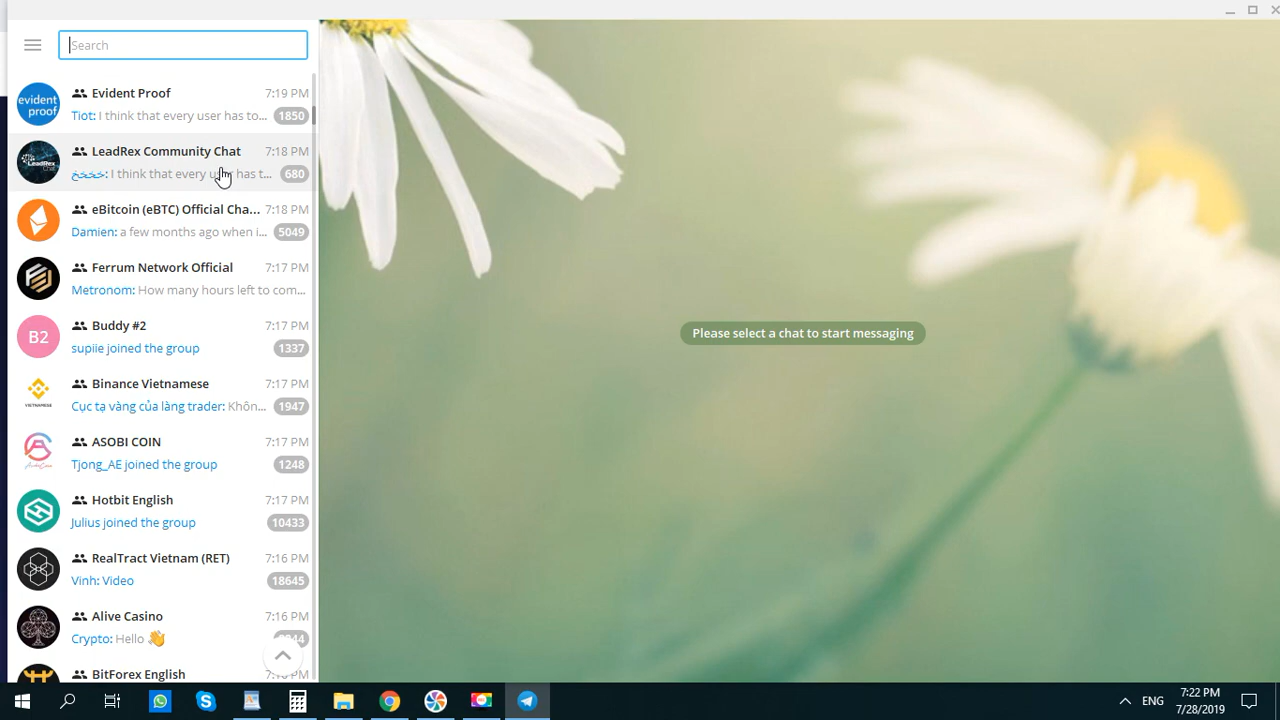 Search
Evident Proof 7:19 PM
Tiot: I think that every user has to... 1850
LeadRex Community Chat 7:18 PM
خخخخ: I think that every user has t... 680
eBitcoin (eBTC) Official Cha... 7:18 PM
Damien: a few months ago when i... 5049
Ferrum Network Official 7:17 PM
Metronom: How many hours left to com...
Buddy #2 7:17 PM
B2
supiie joined the group 1337
Binance Vietnamese 7:17 PM
Cục tạ vàng của làng trader: Khôn... 1947
VIETNAMESE
ASOBI COIN 7:17 PM
Tjong_AE joined the group 1248
Hotbit English 7:17 PM
Julius joined the group 10433
RealTract Vietnam (RET) 7:16 PM
Vinh: Video 18645
Alive Casino 7:16 PM
Crypto: Hello 👋
BitForex English
evident
proof
Please select a chat to start messaging
ENG
7:22 PM
7/28/2019